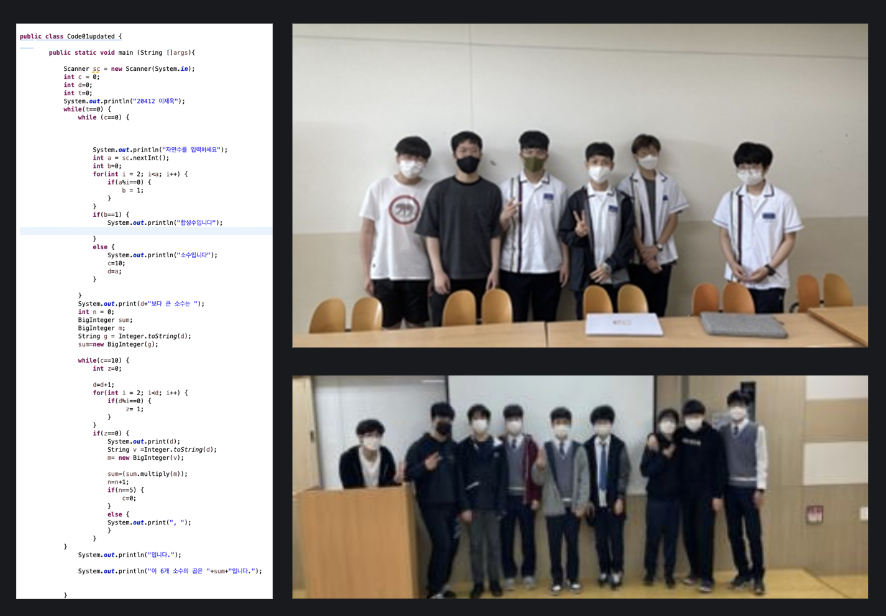 public class Code01updated {
public static void main (String []args){
Scanner sc = new Scanner(System.in);
int c = 0;
int d=0;
int t=0;
System.out.println("20412 이재욱");
while(t==0) {
while (c==0) {
System.out.println("자연수를 입력하세요");
int a = sc.nextInt();
int b=0;
for(int i = 2; i<a; i++) {
if(a%i==0) {
b = 1;
}
}
if(b==1) {
System.out.println("합성수입니다");
}
else {
System.out.println("소수입니다");
c=10;
d=a;
}
}
System.out.print(d+"보다 큰 소수는 ");
int n = 0;
BigInteger sum;
BigInteger m;
String g = Integer.toString(d);
sum=new BigInteger(g);
while(c==10) {
int z=0;
d=d+1;
for(int i = 2; i<d; i++) {
if(d%i==0) {
z= 1;
}
}
if(z==0) {
System.out.print(d);
String v =Integer.toString(d);
m= new BigInteger(v);
sum=(sum.multiply(m));
n=n+1;
if(n==5) {
c=0;
}
else {
System.out.print(", ");
}
}
}
System.out.println("입니다.");
System.out.println("이 6개 소수의 곱은 "+sum+"입니다.");
}